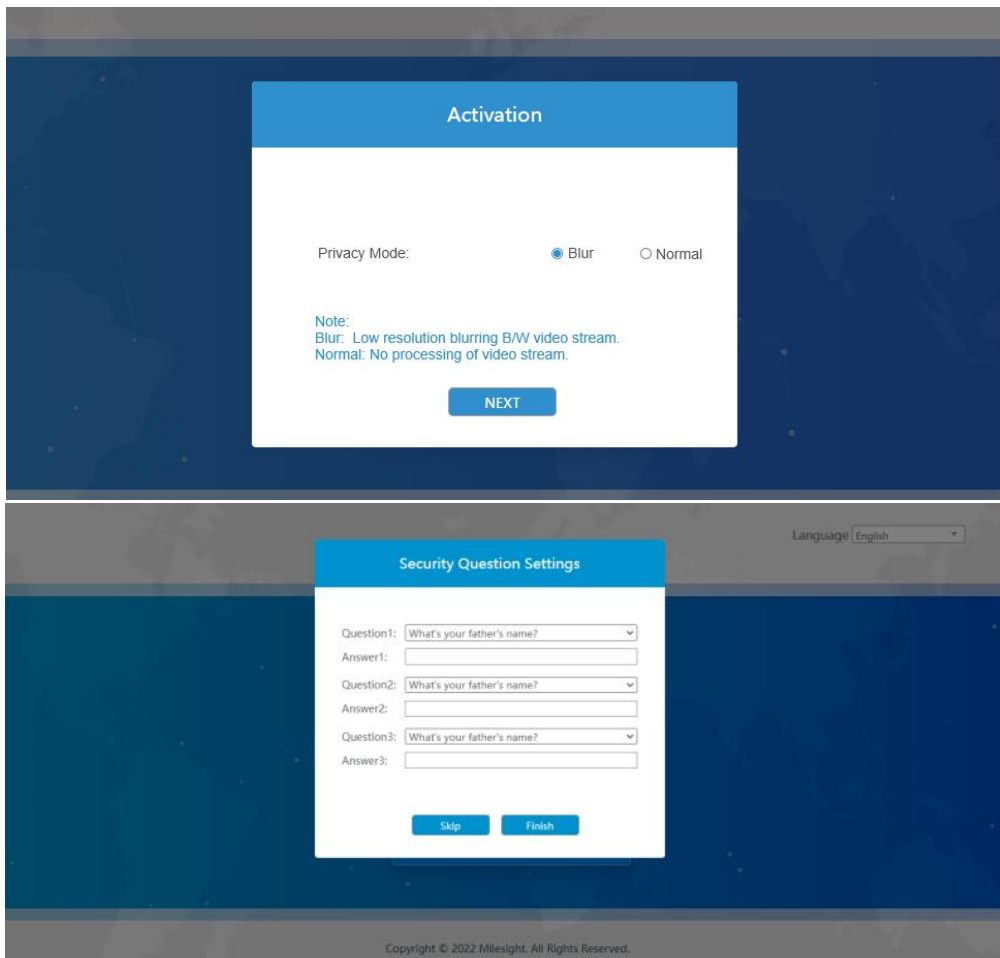 Activation
Privacy Mode: Blur Normal
Note:
Blur: Low resolution blurring B/W video stream.
Normal: No processing of video stream.
NEXT
Language English
Security Question Settings
Question1: What's your father's name?
Answer1:
Question2: What's your father's name?
Answer2:
Question3: What's your father's name?
Answer3:
Skip Finish
Copyright © 2022 Milesight. All Rights Reserved.